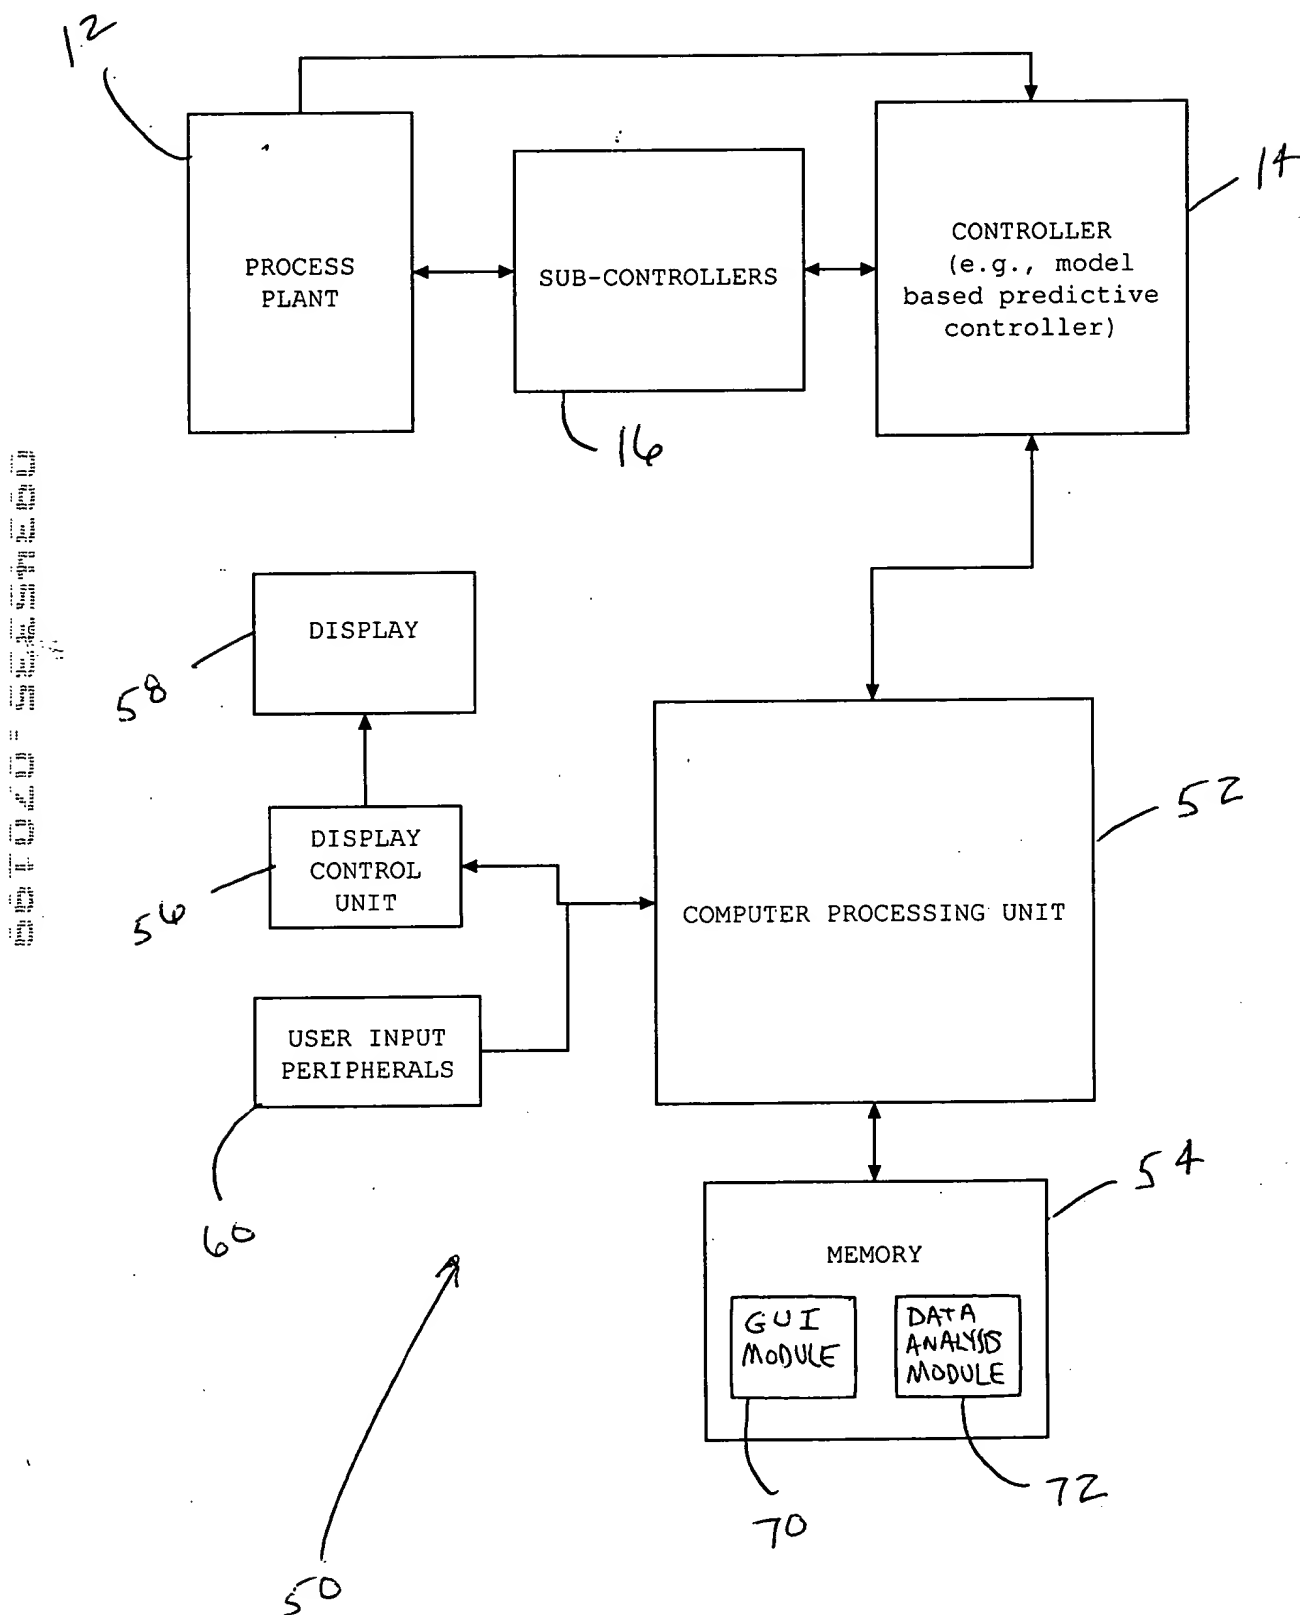 12
PROCESS
PLANT
SUB-CONTROLLERS
16
CONTROLLER
(e.g., model
based predictive
controller)
14
DISPLAY
58
DISPLAY
CONTROL
UNIT
56
USER INPUT
PERIPHERALS
60
COMPUTER PROCESSING UNIT
52
MEMORY
54
GUI
MODULE
70
DATA
ANALYSIS
MODULE
72
50